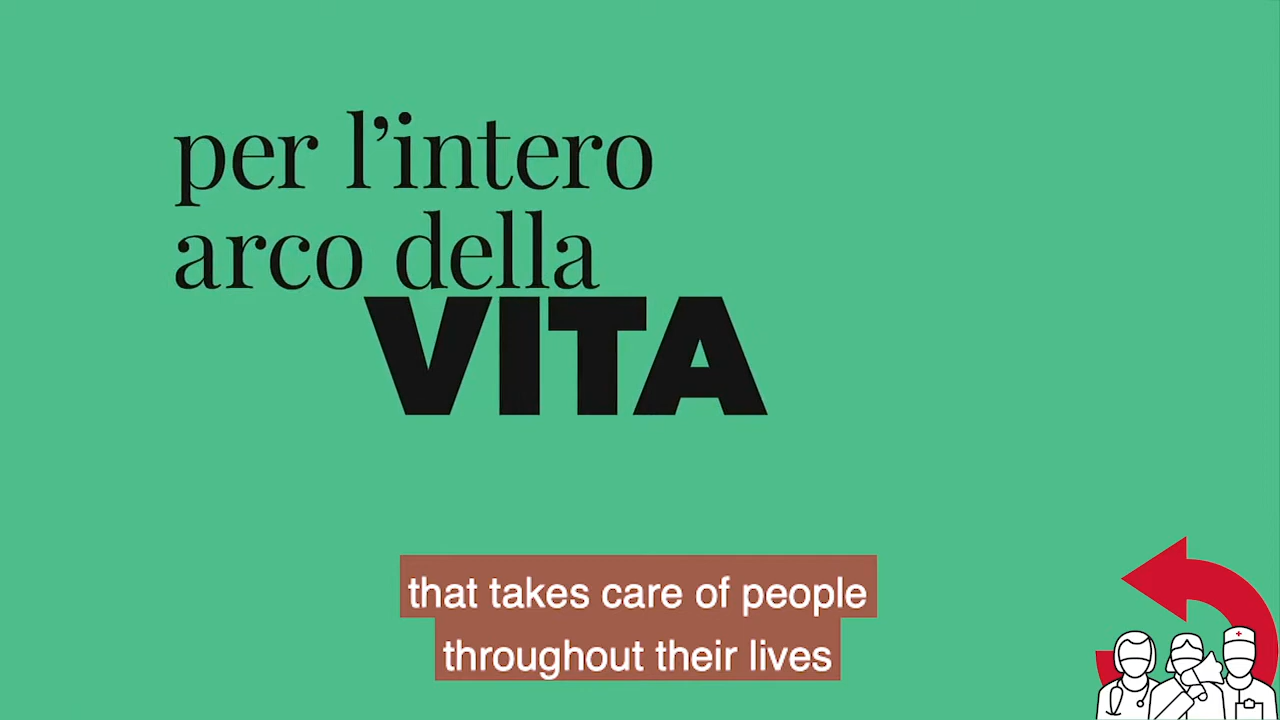 per l’intero
arco della
VITA
that takes care of people
throughout their lives